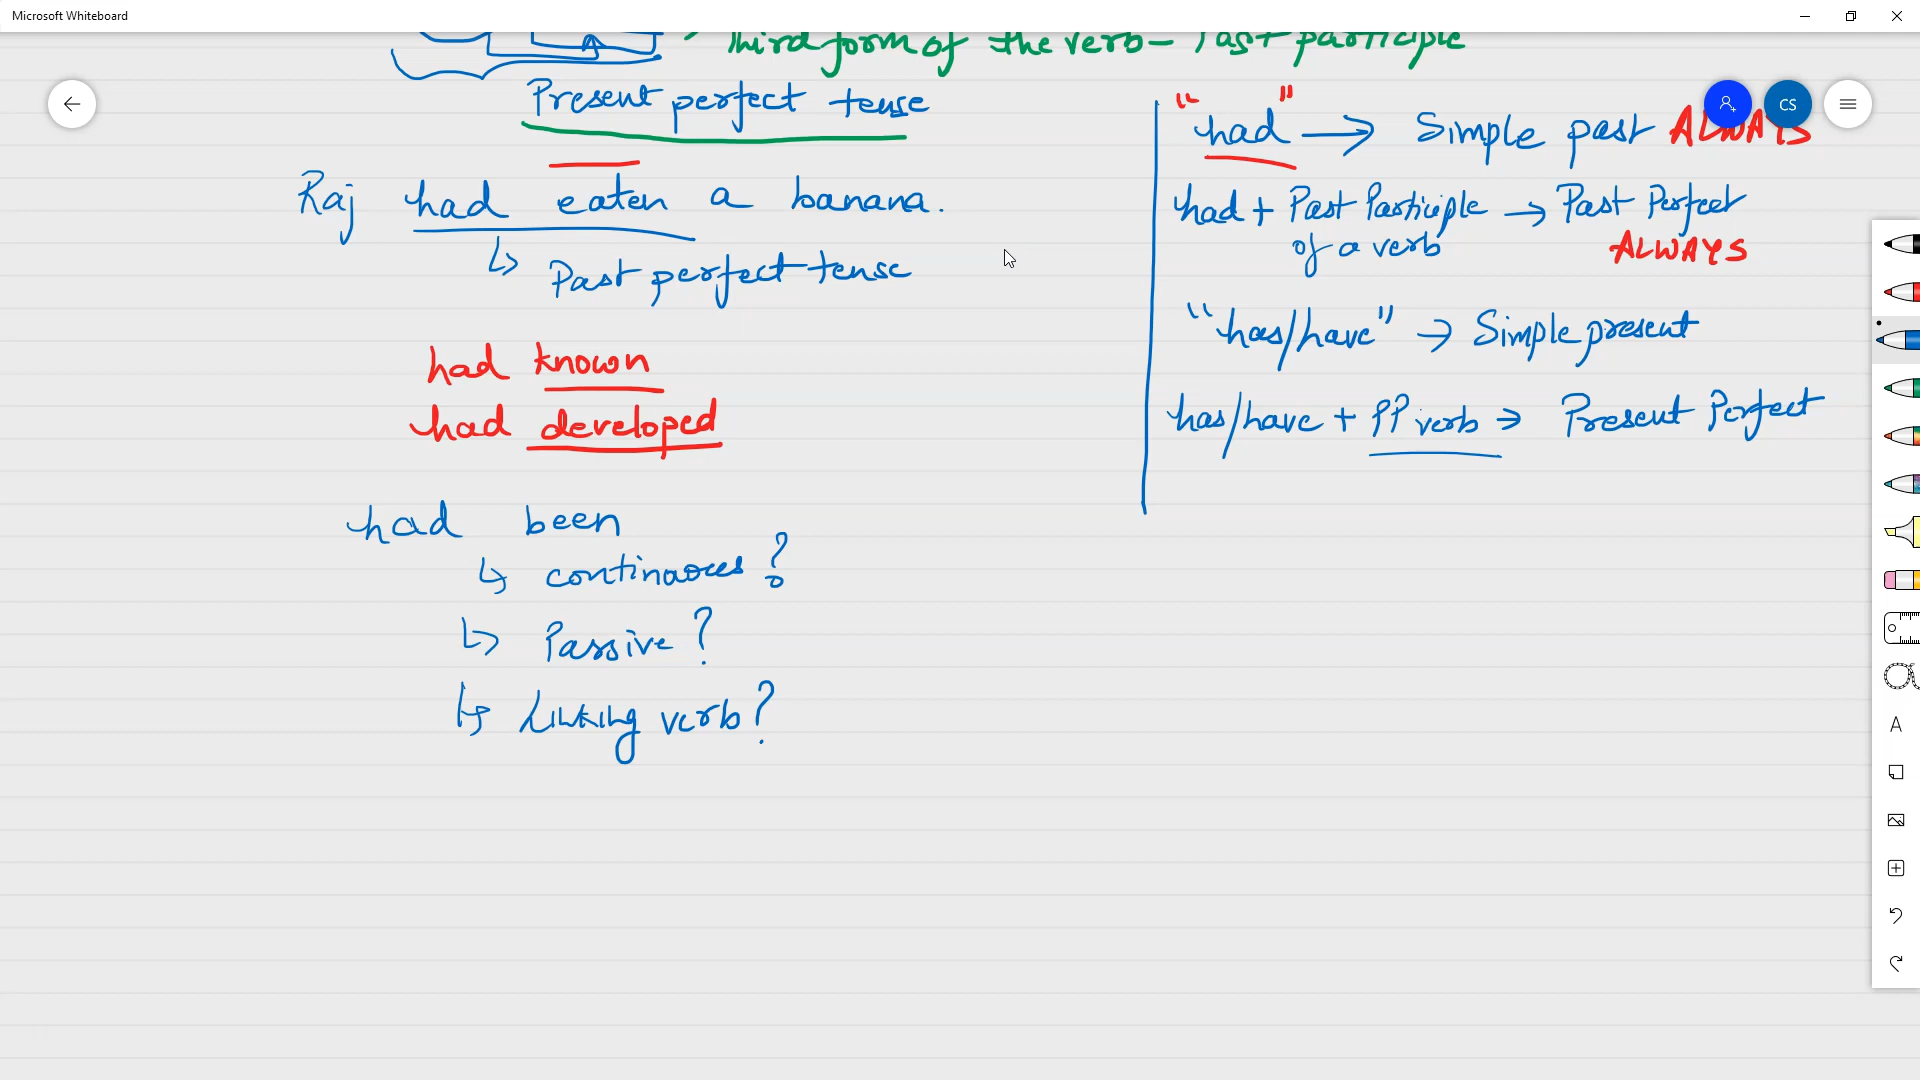 Microsoft Whiteboard
Third form of the verb - Past participle
Present perfect tense
Raj had eaten a banana.
Past perfect tense
had known
had developed
had been
continuous?
Passive?
Linking verb?
"had" → Simple past ALWAYS
had + Past Participle → Past Perfect
of a verb ALWAYS
"has/have" → Simple present
has/have + PP verb → Present Perfect
CS
A